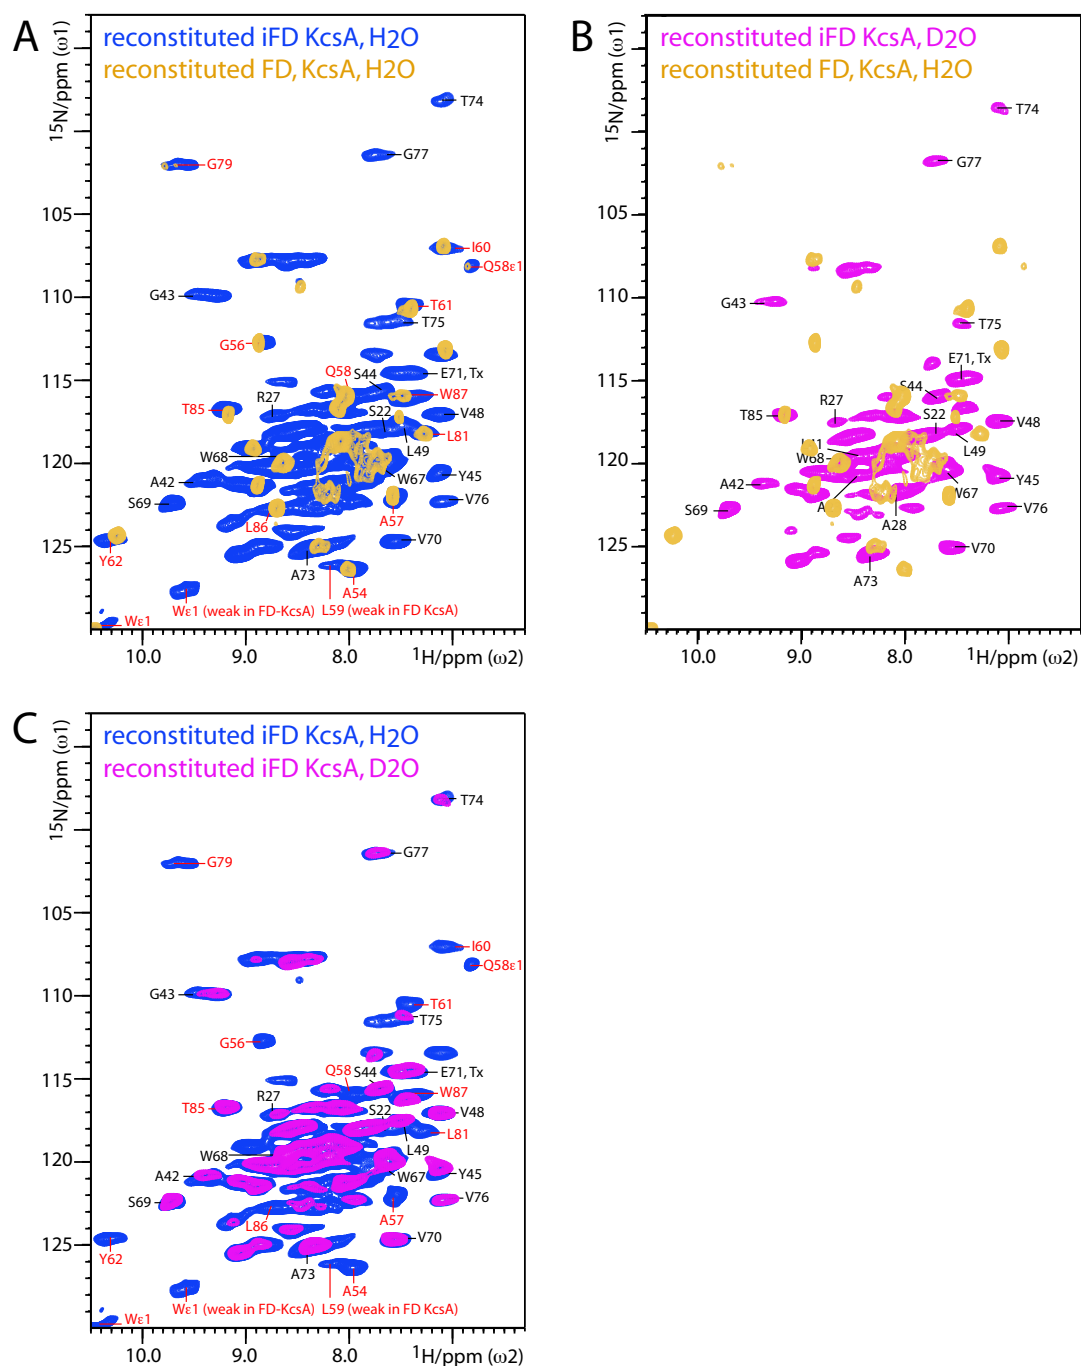 A
reconstituted iFD KcsA, H2O
reconstituted FD, KcsA, H2O
15N/ppm (ω1)
T74
G77
G79
105
I60
Q58ε1
G43
110
T61
T75
G56
115
Q58
S44
E71, Tx
R27
W87
T85
S22
V48
L81
W68
L49
120
A42
W67
Y45
S69
V76
L86
A57
Y62
125
V70
A73
A54
Wε1 (weak in FD-KcsA)
L59 (weak in FD KcsA)
Wε1
10.0
9.0
8.0
1H/ppm (ω2)
B
reconstituted iFD KcsA, D2O
reconstituted FD, KcsA, H2O
15N/ppm (ω1)
T74
G77
105
G43
110
T75
115
S44
R27
T85
S22
V48
L49
W68
120
A42
W67
Y45
S69
A28
V76
125
V70
A73
10.0
9.0
8.0
1H/ppm (ω2)
C
reconstituted iFD KcsA, H2O
reconstituted iFD KcsA, D2O
15N/ppm (ω1)
T74
G77
G79
105
I60
Q58ε1
G43
110
T61
T75
G56
115
Q58
S44
E71, Tx
R27
W87
T85
S22
V48
L81
W68
L49
120
A42
W67
Y45
S69
V76
L86
A57
Y62
125
V70
A73
A54
Wε1 (weak in FD-KcsA)
L59 (weak in FD KcsA)
Wε1
10.0
9.0
8.0
1H/ppm (ω2)